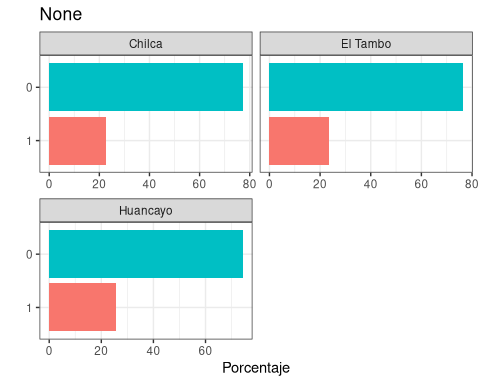 None
Chilca
El Tambo
0
1
0 20 40 60 80
0 20 40 60 80
Huancayo
0
1
0 20 40 60
Porcentaje